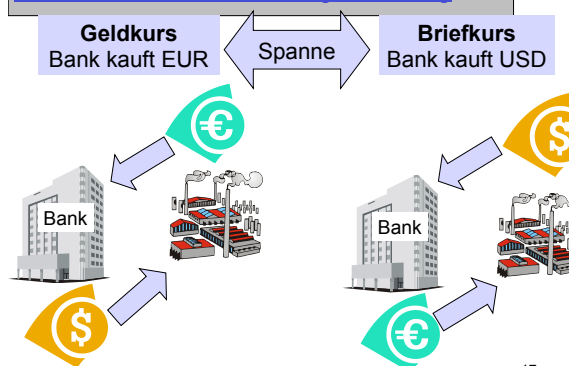 Geldkurs
Bank kauft EUR
Spanne
Briefkurs
Bank kauft USD
€
$
Bank
Bank
$
€